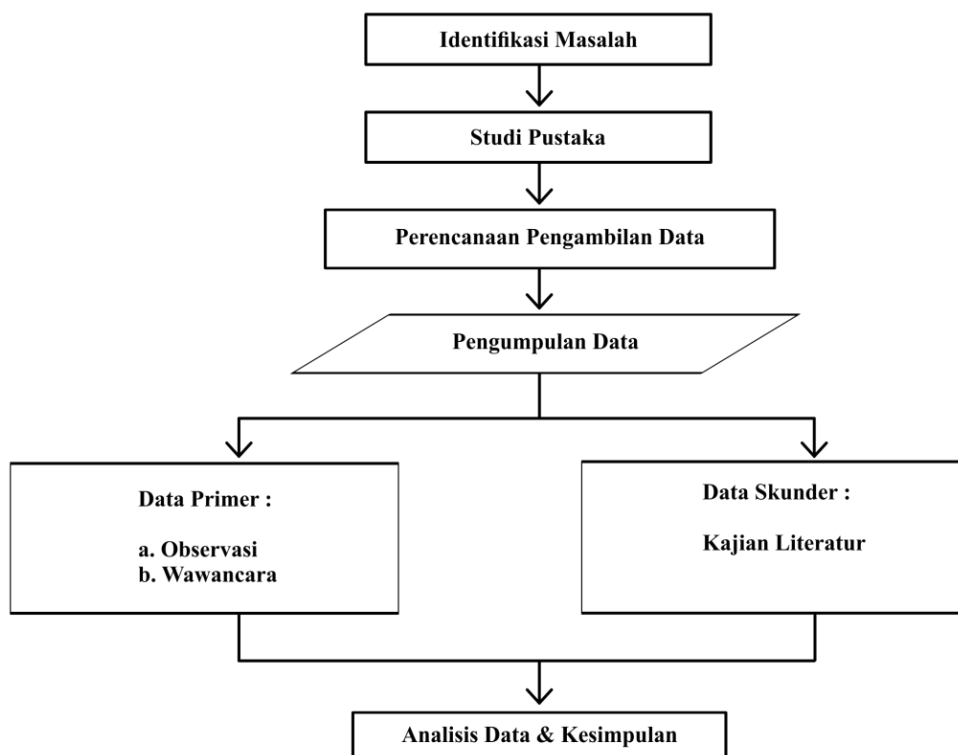 Identifikasi Masalah
Studi Pustaka
Perencanaan Pengambilan Data
Pengumpulan Data
Data Primer :
a. Observasi
b. Wawancara
Data Skunder :
Kajian Literatur
Analisis Data & Kesimpulan